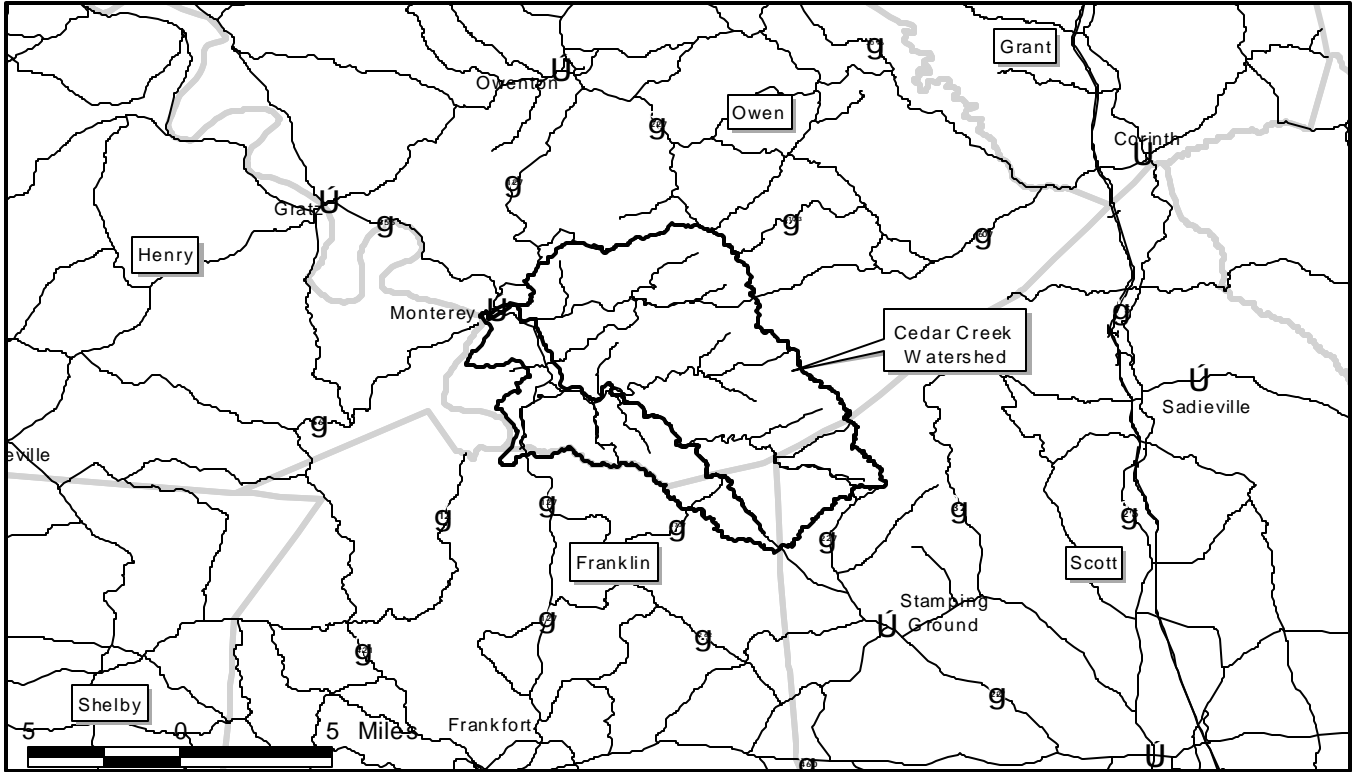 Grant
Owenton
Owen
Corinth
Gratz
Henry
Monterey
Cedar Creek
Watershed
Sadieville
eville
Franklin
Scott
Stamping
Ground
Shelby
Frankfort
5 0 5 Miles